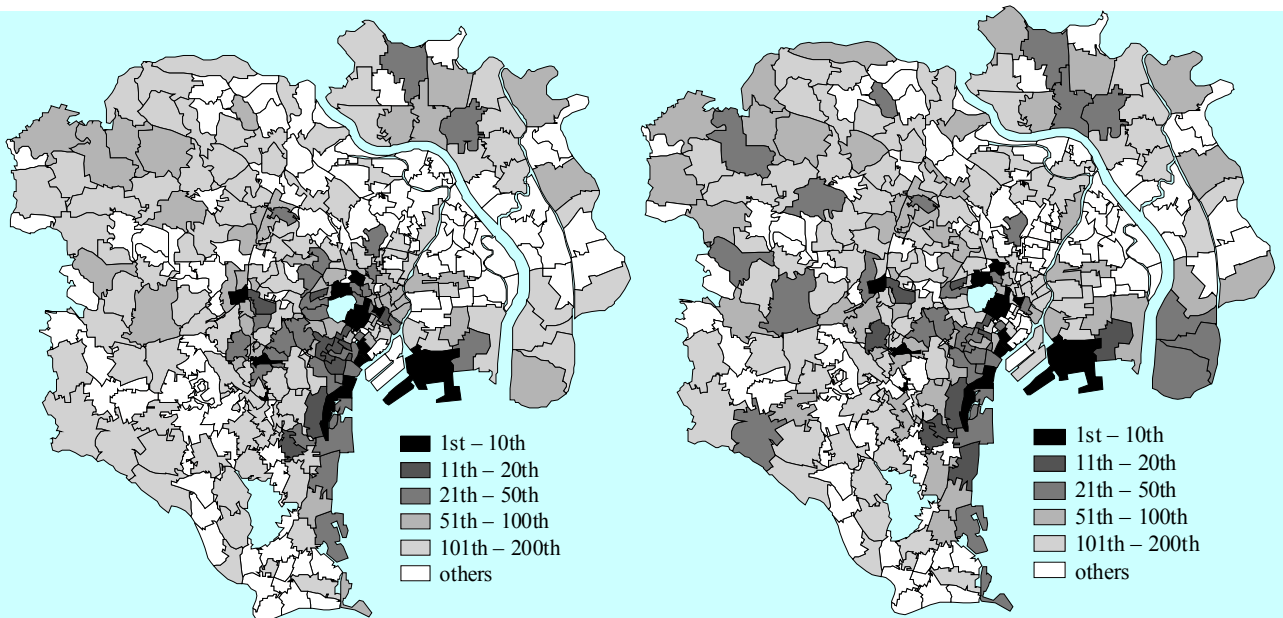 1st – 10th
11th – 20th
21th – 50th
51th – 100th
101th – 200th
others
1st – 10th
11th – 20th
21th – 50th
51th – 100th
101th – 200th
others